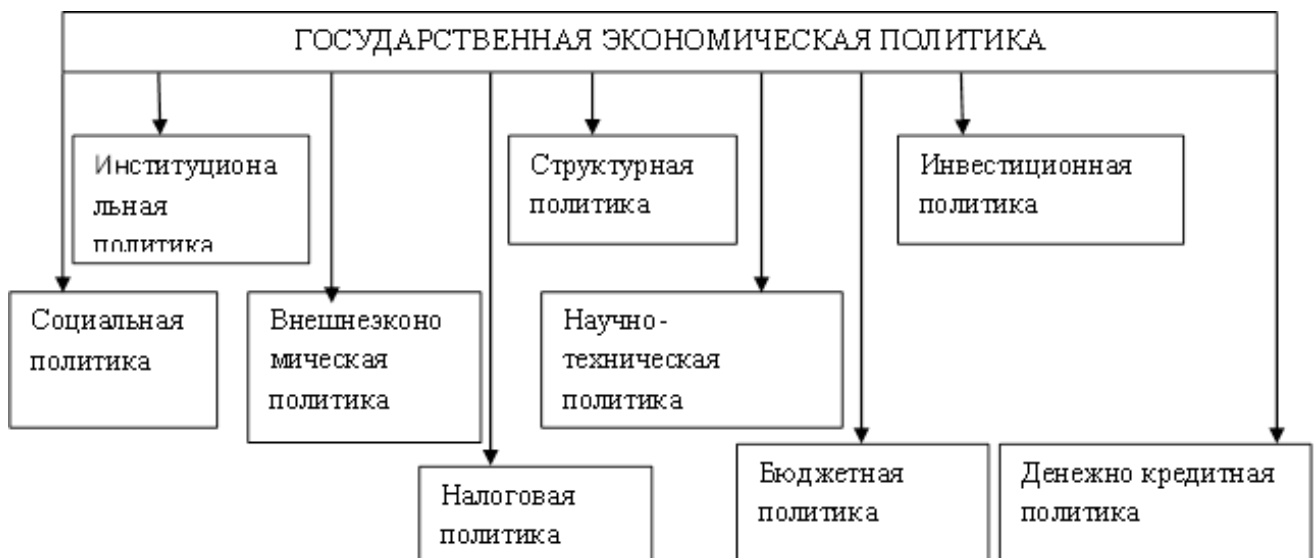 ГОСУДАРСТВЕННАЯ ЭКОНОМИЧЕСКАЯ ПОЛИТИКА
Институциона
льная
политика
Структурная
политика
Инвестиционная
политика
Социальная
политика
Внешнеэконо
мическая
политика
Научно-
техническая
политика
Налоговая
политика
Бюджетная
политика
Денежно кредитная
политика